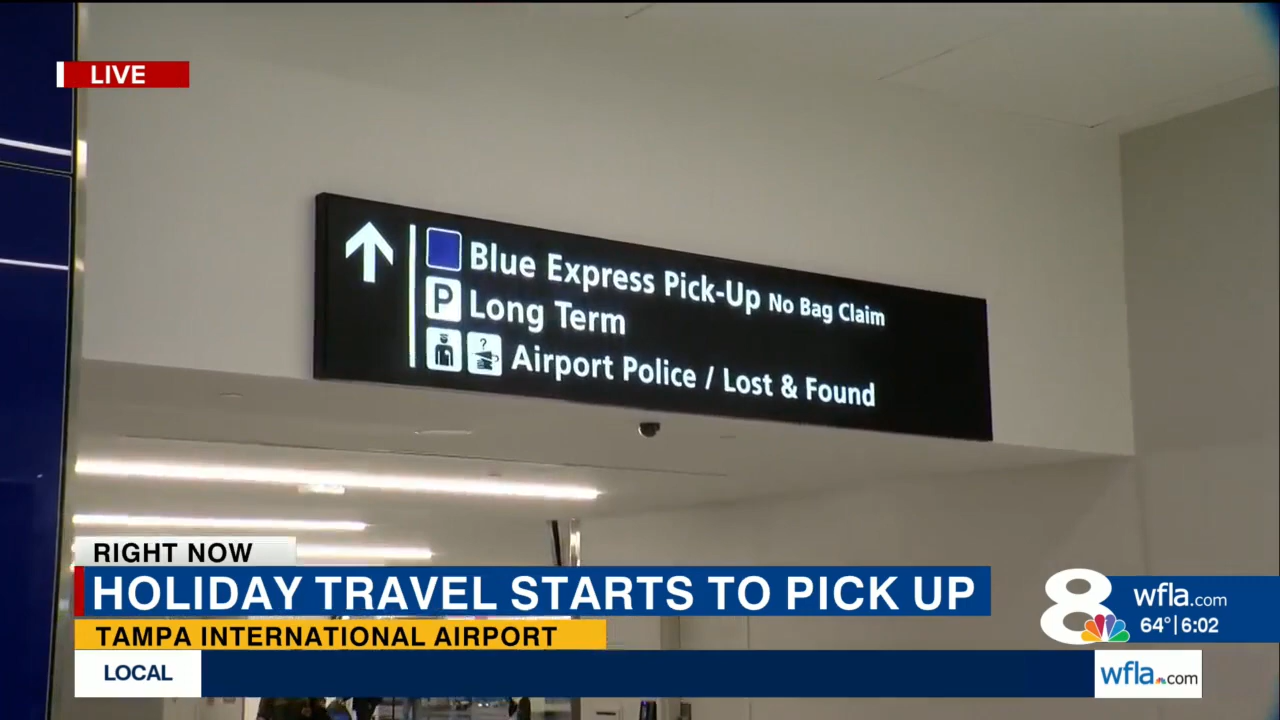 LIVE
Blue Express Pick-Up No Bag Claim
P Long Term
?
Airport Police / Lost & Found
RIGHT NOW
HOLIDAY TRAVEL STARTS TO PICK UP
TAMPA INTERNATIONAL AIRPORT
8 wfla.com
64° | 6:02
LOCAL
wfla.com